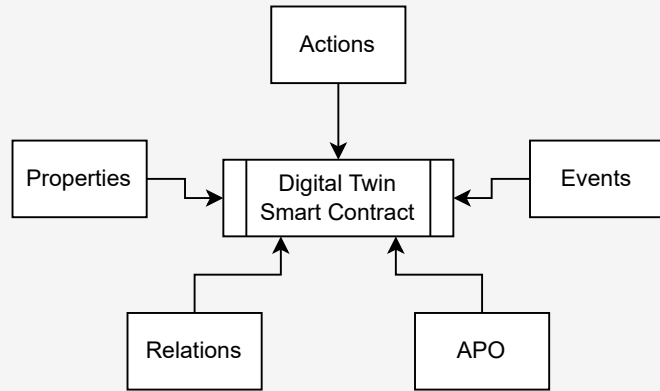 Actions
Properties
Digital Twin
Smart Contract
Events
Relations
APO